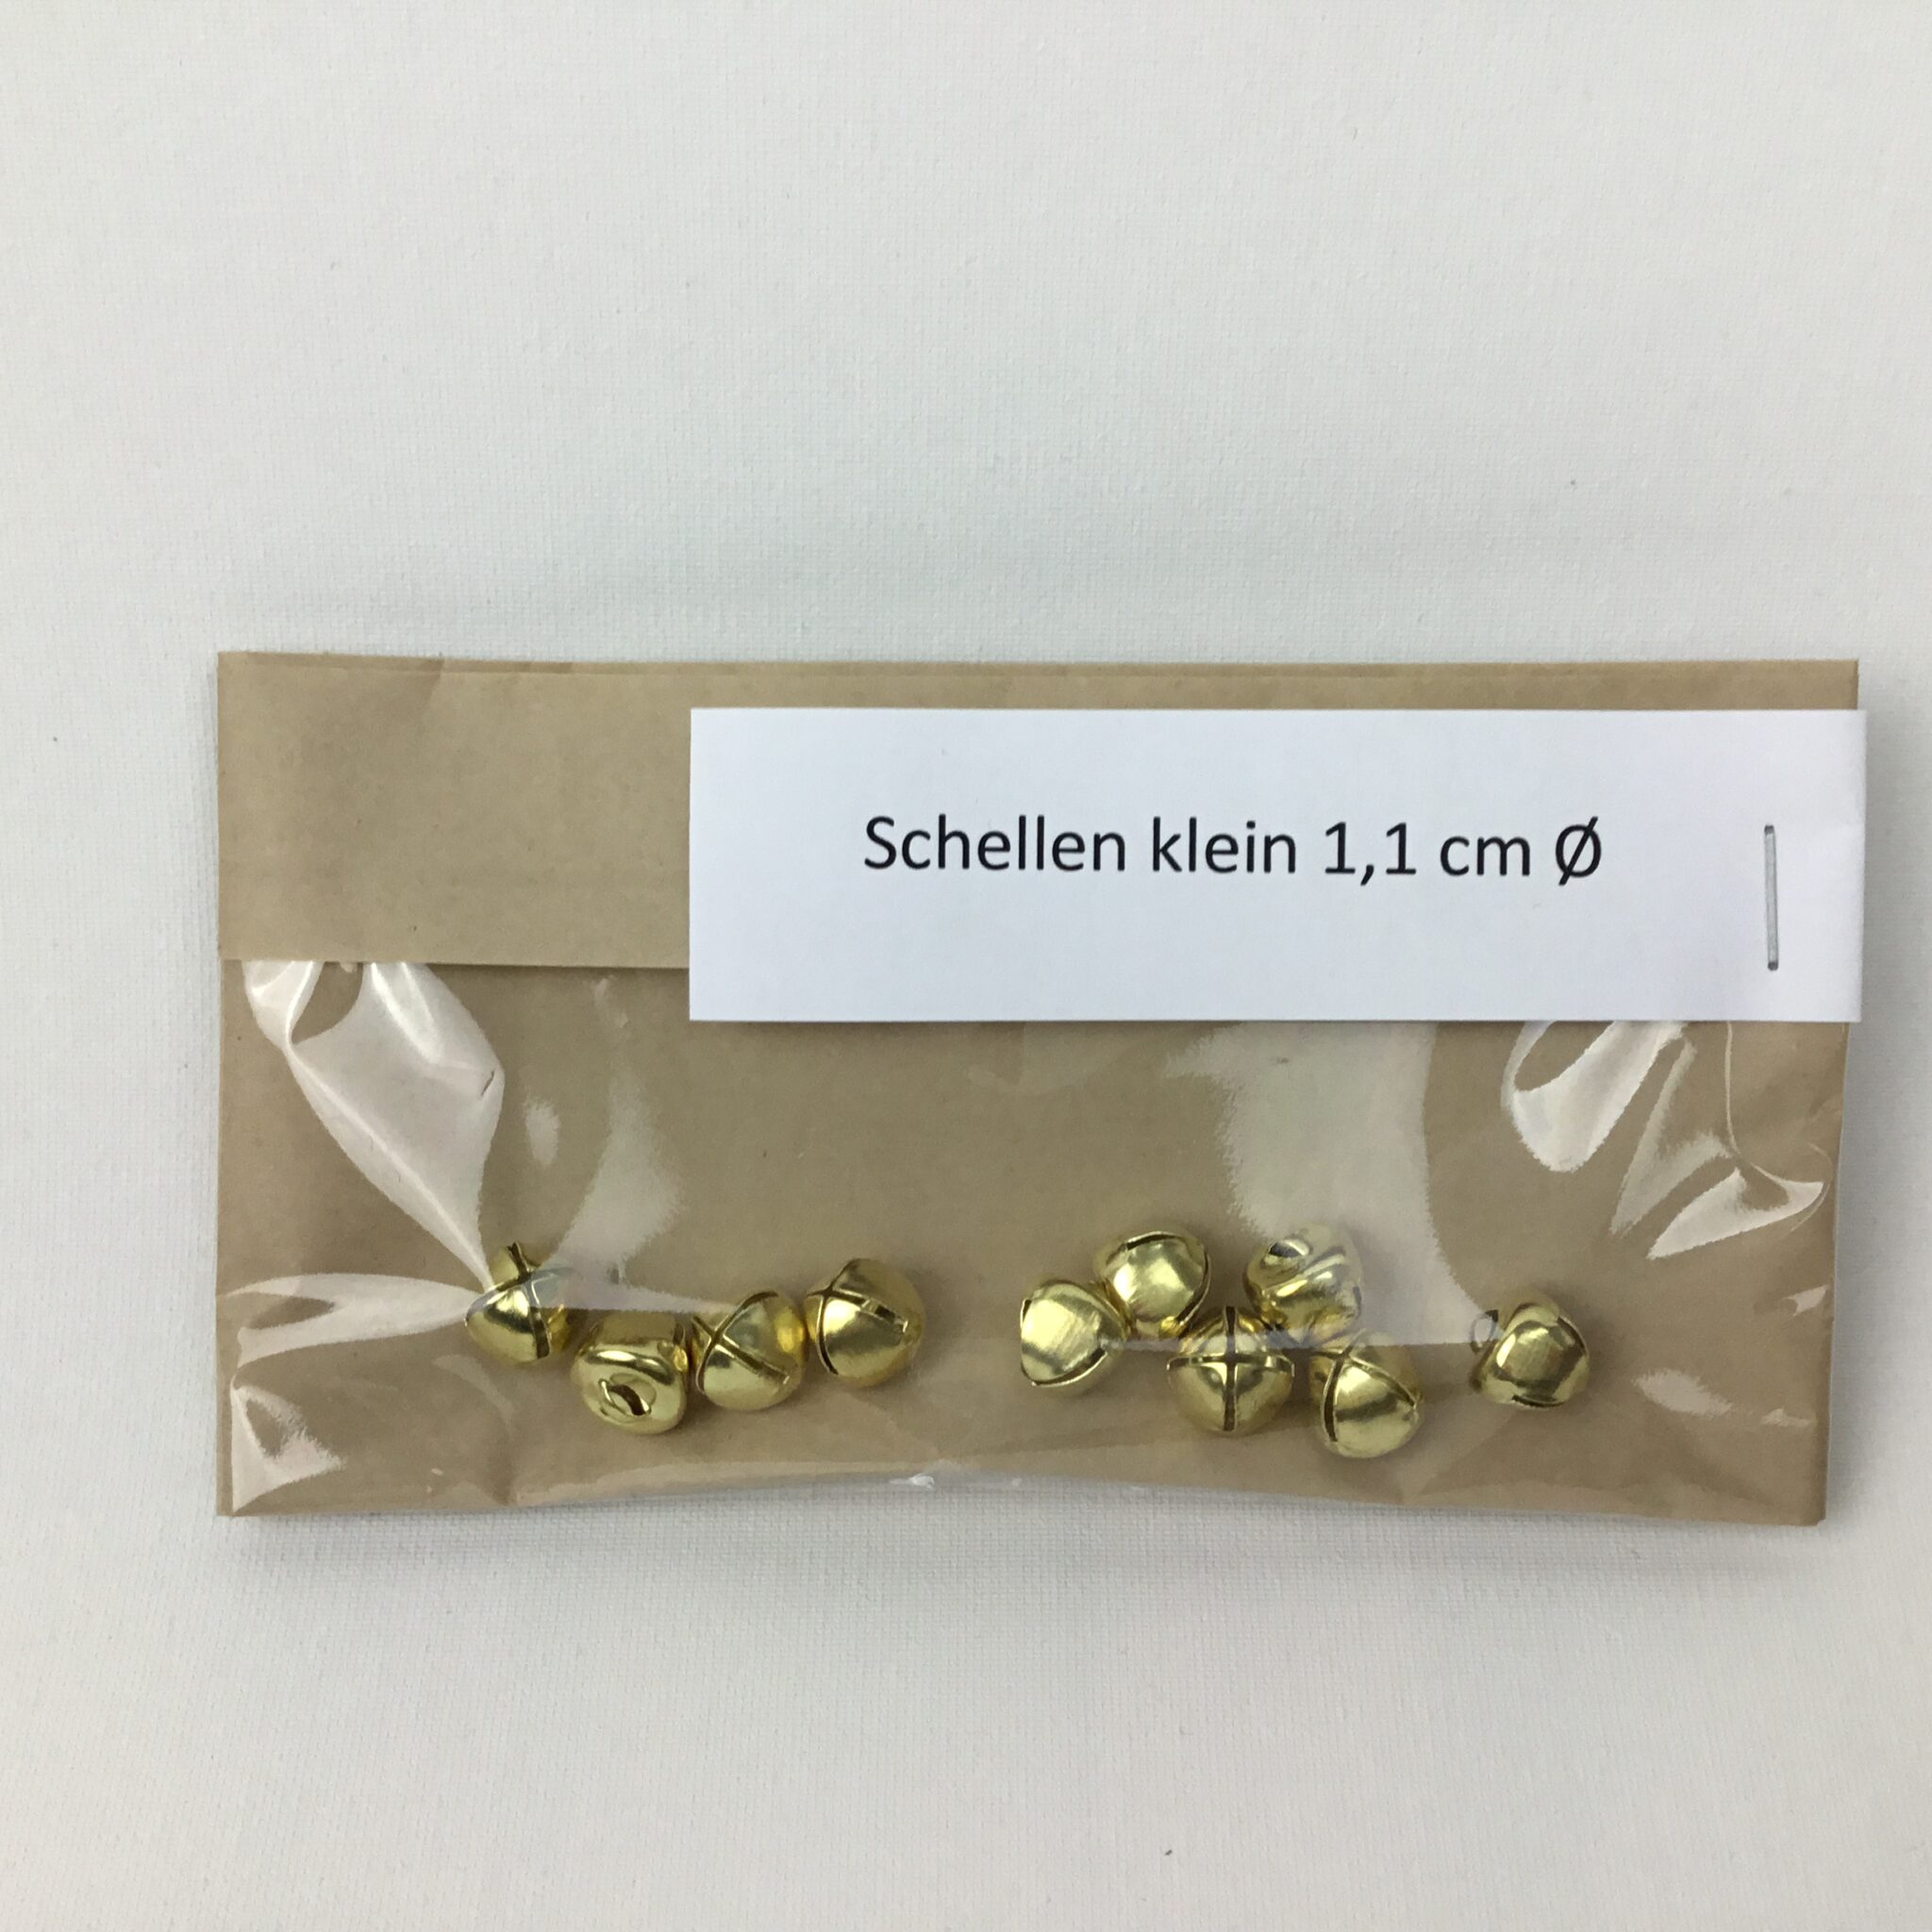 Schellen klein 1,1 cm Ø